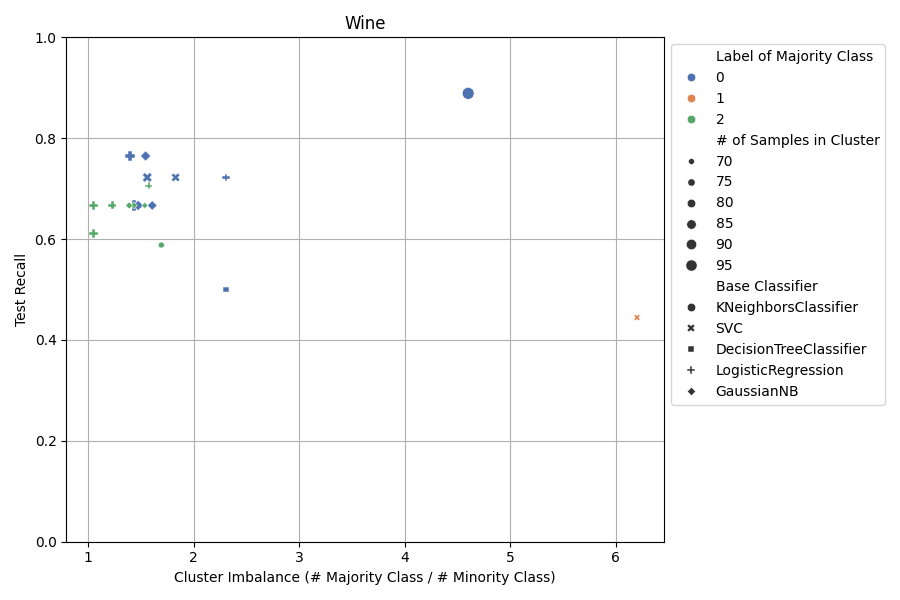 Wine
1.0
0.8
0.6
0.4
0.2
0.0
Test Recall
1
2
3
4
5
6
Cluster Imbalance (# Majority Class / # Minority Class)
Label of Majority Class
0
1
2
# of Samples in Cluster
70
75
80
85
90
95
Base Classifier
KNeighborsClassifier
SVC
DecisionTreeClassifier
LogisticRegression
GaussianNB